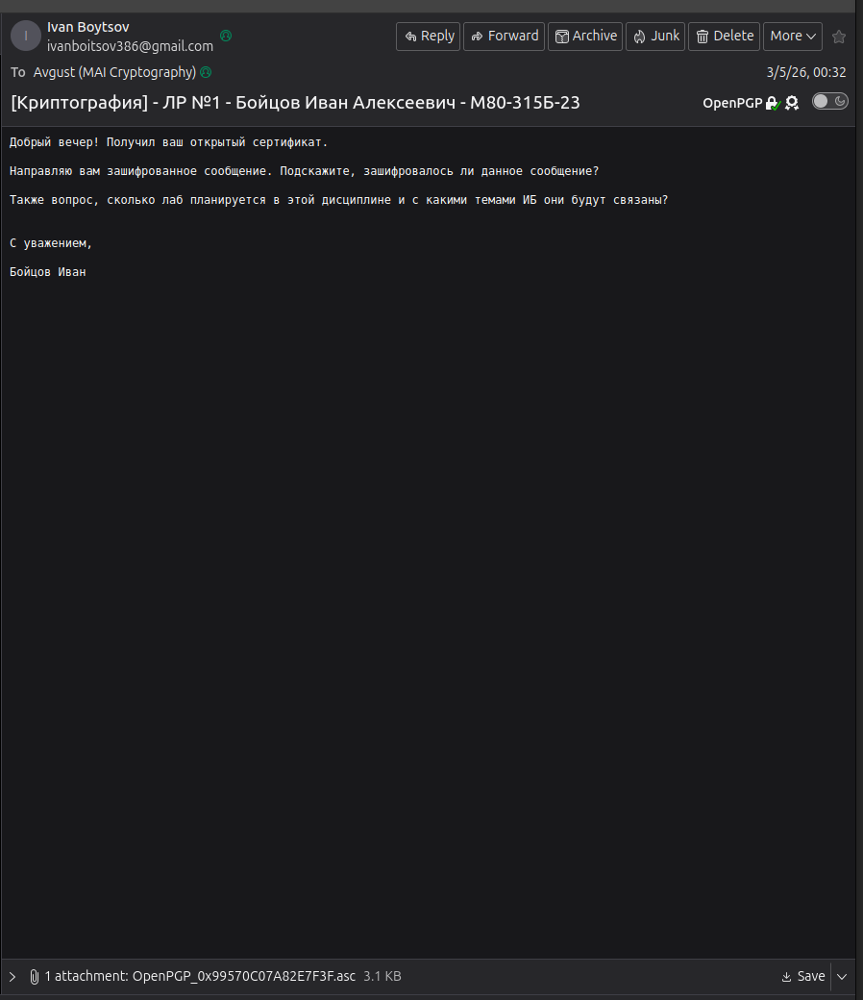 I
Ivan Boytsov
ivanboitsov386@gmail.com
Reply
Forward
Archive
Junk
Delete
More
To Avgust (MAI Cryptography)
3/5/26, 00:32
[Криптография] - ЛР №1 - Бойцов Иван Алексеевич - М80-315Б-23
OpenPGP
Добрый вечер! Получил ваш открытый сертификат.
Направляю вам зашифрованное сообщение. Подскажите, зашифровалось ли данное сообщение?
Также вопрос, сколько лаб планируется в этой дисциплине и с какими темами ИБ они будут связаны?
С уважением,
Бойцов Иван
1 attachment: OpenPGP_0x99570C07A82E7F3F.asc 3.1 KB
Save